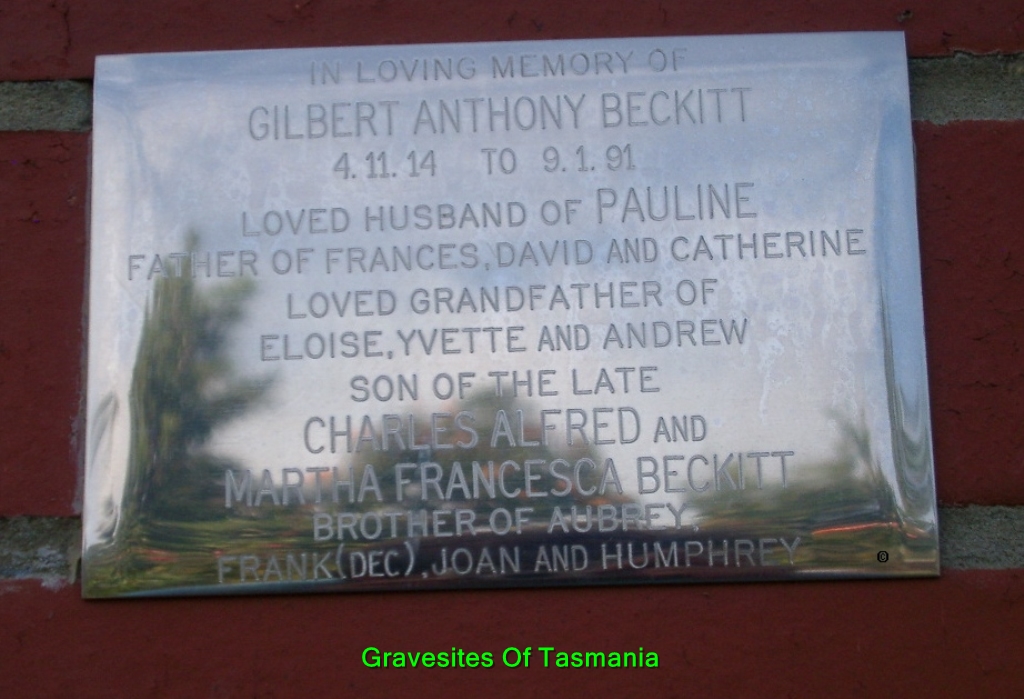 IN LOVING MEMORY OF
GILBERT ANTHONY BECKITT
4.11.14 TO 9.1.91
LOVED HUSBAND OF PAULINE
FATHER OF FRANCES, DAVID AND CATHERINE
LOVED GRANDFATHER OF
ELOISE, YVETTE AND ANDREW
SON OF THE LATE
CHARLES ALFRED AND
MARTHA FRANCESCA BECKITT
BROTHER OF AUBREY,
FRANK (DEC), JOAN AND HUMPHREY
©
Gravesites Of Tasmania